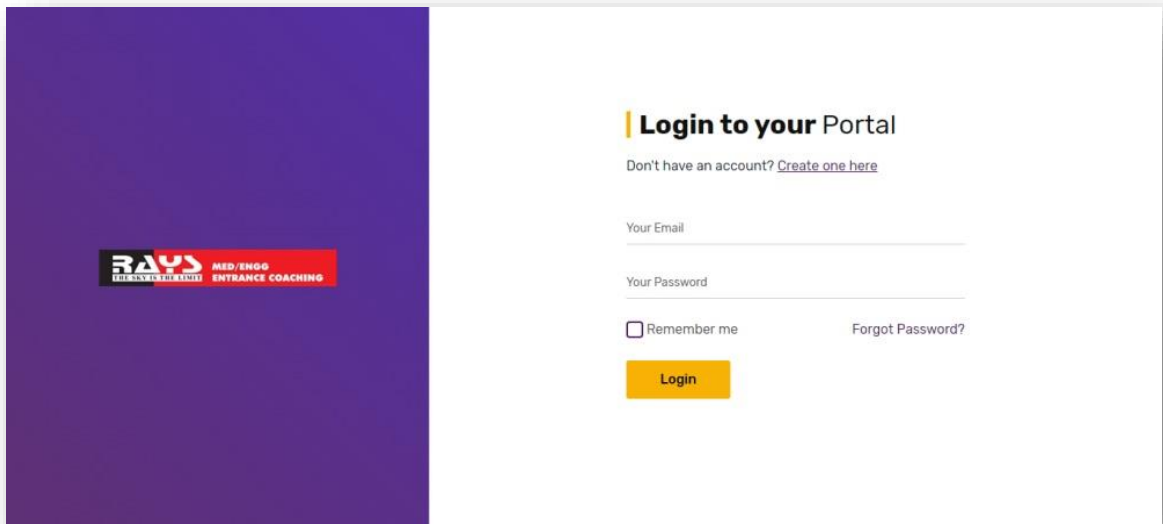 Login to your Portal
Don't have an account? Create one here
Your Email
RAYS
THE SKY IS THE LIMIT
MED/ENGG
ENTRANCE COACHING
Your Password
Remember me
Forgot Password?
Login